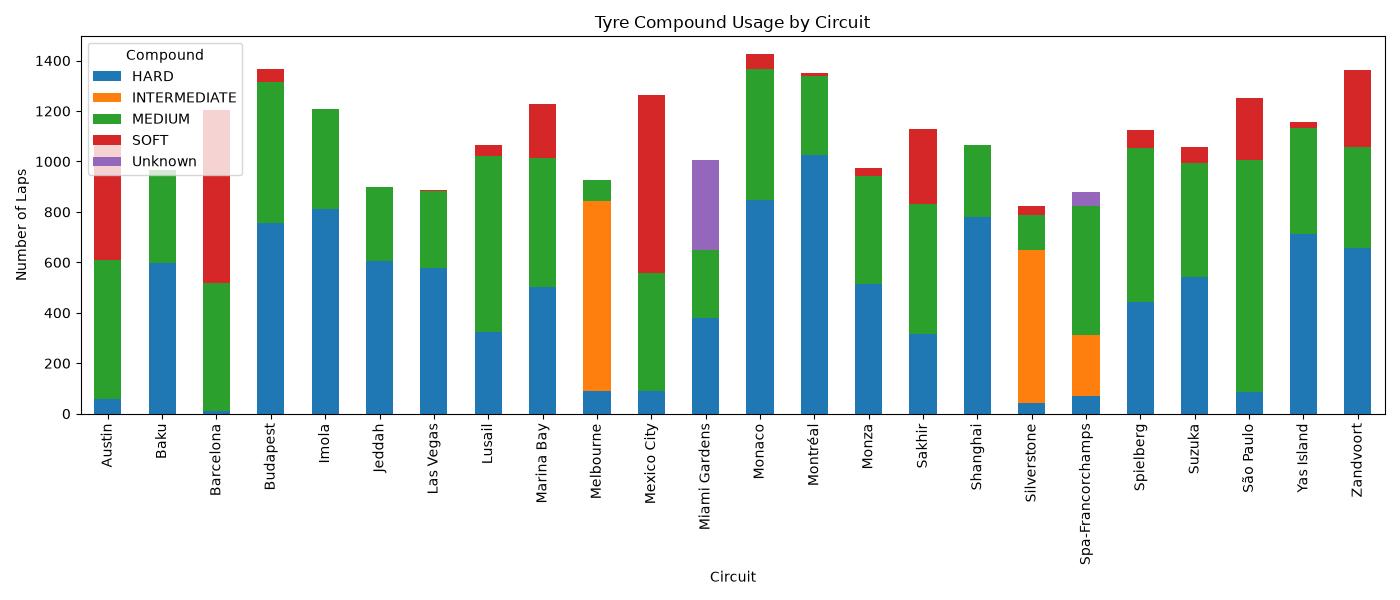 Tyre Compound Usage by Circuit
Compound
HARD
INTERMEDIATE
MEDIUM
SOFT
Unknown
Number of Laps
1400
1200
1000
800
600
400
200
0
Austin
Baku
Barcelona
Budapest
Imola
Jeddah
Las Vegas
Lusail
Marina Bay
Melbourne
Mexico City
Miami Gardens
Monaco
Montréal
Monza
Sakhir
Shanghai
Silverstone
Spa-Francorchamps
Spielberg
Suzuka
São Paulo
Yas Island
Zandvoort
Circuit